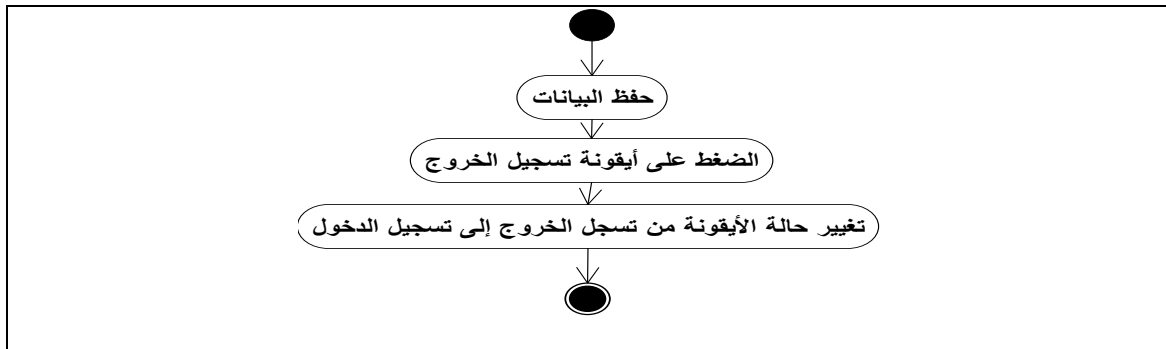 حفظ البيانات
الضغط على أيقونة تسجيل الخروج
تغيير حالة الأيقونة من تسجل الخروج إلى تسجيل الدخول